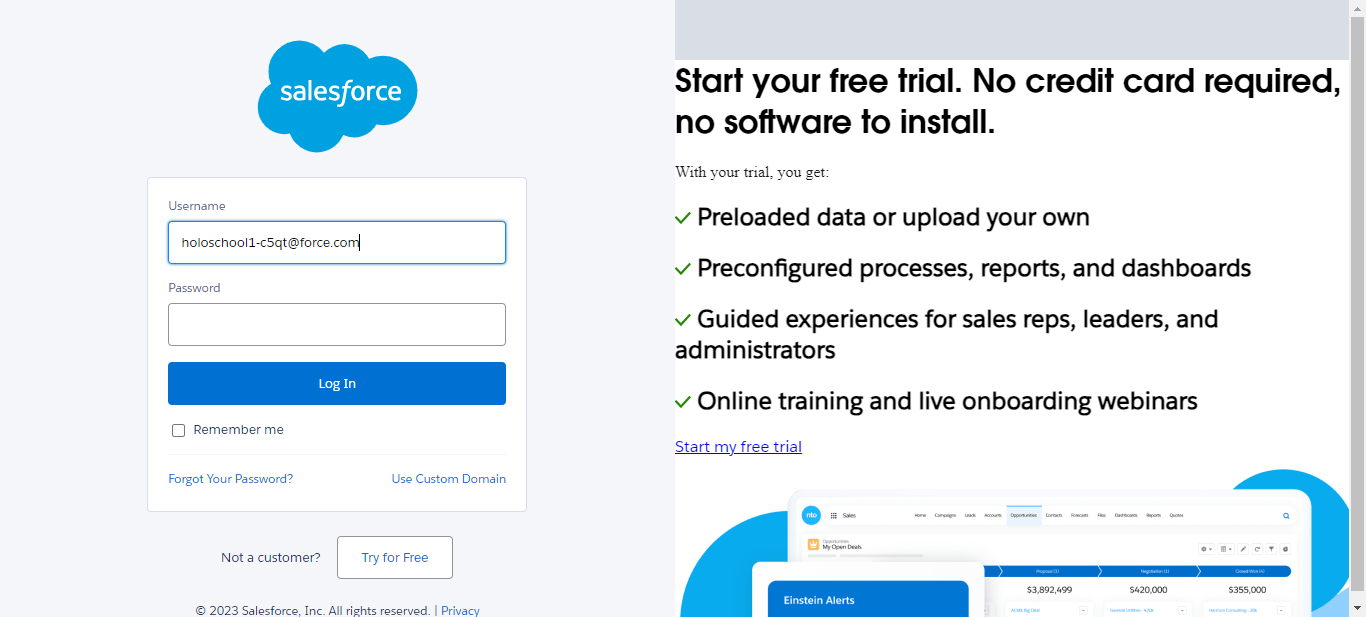 salesforce
Username
holoschool1-c5qt@force.com
Password
Log In
Remember me
Forgot Your Password?
Use Custom Domain
Not a customer?
Try for Free
© 2023 Salesforce, Inc. All rights reserved. | Privacy
Start your free trial. No credit card required,
no software to install.
With your trial, you get:
Preloaded data or upload your own
Preconfigured processes, reports, and dashboards
Guided experiences for sales reps, leaders, and
administrators
Online training and live onboarding webinars
Start my free trial
nto
Sales
Home Campaigns Leads Accounts Opportunities Contacts Forecasts Files Dashboards Reports Quotes
Opportunities
My Open Deals
Proposal (3) Negotiation (3) Closed Won (4)
$3,892,499 $420,000 $355,000
Einstein Alerts